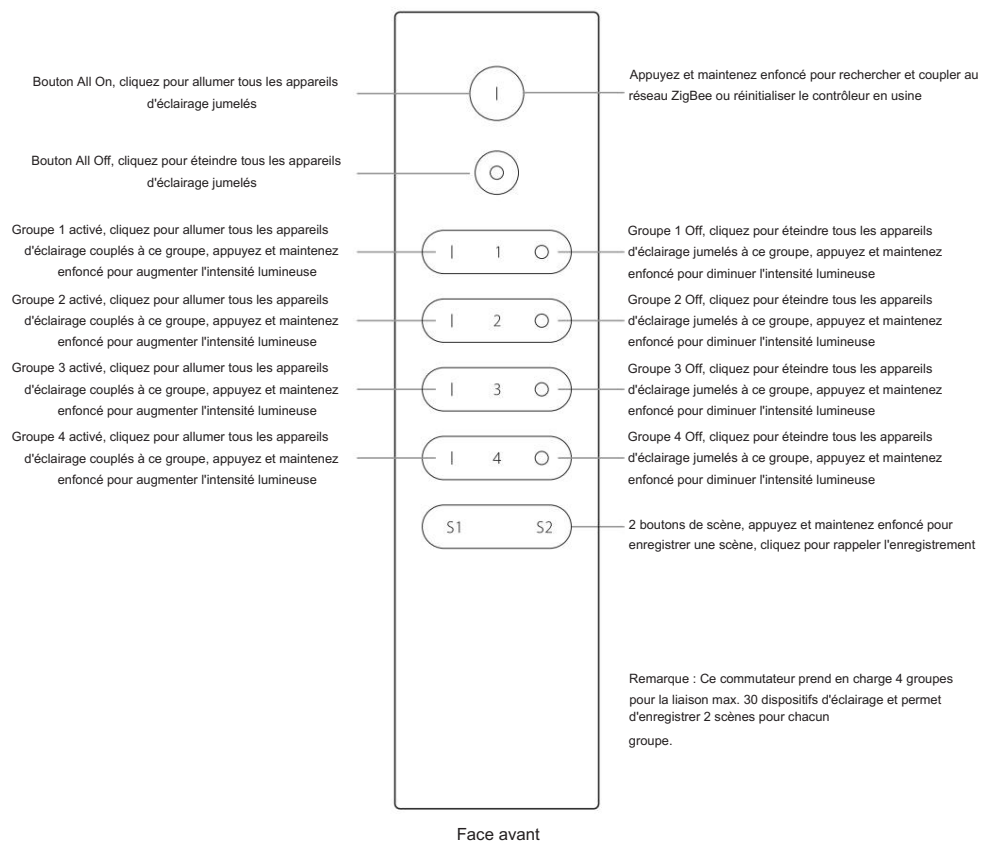 Bouton All On, cliquez pour allumer tous les appareils
d'éclairage jumelés
Appuyez et maintenez enfoncé pour rechercher et coupler au
réseau ZigBee ou réinitialiser le contrôleur en usine
I
Bouton All Off, cliquez pour éteindre tous les appareils
d'éclairage jumelés
Groupe 1 activé, cliquez pour allumer tous les appareils
d'éclairage couplés à ce groupe, appuyez et maintenez
enfoncé pour augmenter l'intensité lumineuse
I 1 O
Groupe 1 Off, cliquez pour éteindre tous les appareils
d'éclairage jumelés à ce groupe, appuyez et maintenez
enfoncé pour diminuer l'intensité lumineuse
Groupe 2 activé, cliquez pour allumer tous les appareils
d'éclairage couplés à ce groupe, appuyez et maintenez
enfoncé pour augmenter l'intensité lumineuse
I 2 O
Groupe 2 Off, cliquez pour éteindre tous les appareils
d'éclairage jumelés à ce groupe, appuyez et maintenez
enfoncé pour diminuer l'intensité lumineuse
Groupe 3 activé, cliquez pour allumer tous les appareils
d'éclairage couplés à ce groupe, appuyez et maintenez
enfoncé pour augmenter l'intensité lumineuse
I 3 O
Groupe 3 Off, cliquez pour éteindre tous les appareils
d'éclairage jumelés à ce groupe, appuyez et maintenez
enfoncé pour diminuer l'intensité lumineuse
Groupe 4 activé, cliquez pour allumer tous les appareils
d'éclairage couplés à ce groupe, appuyez et maintenez
enfoncé pour augmenter l'intensité lumineuse
I 4 O
Groupe 4 Off, cliquez pour éteindre tous les appareils
d'éclairage jumelés à ce groupe, appuyez et maintenez
enfoncé pour diminuer l'intensité lumineuse
S1 S2
2 boutons de scène, appuyez et maintenez enfoncé pour
enregistrer une scène, cliquez pour rappeler l'enregistrement
Remarque : Ce commutateur prend en charge 4 groupes
pour la liaison max. 30 dispositifs d'éclairage et permet
d'enregistrer 2 scènes pour chacun
groupe.
Face avant